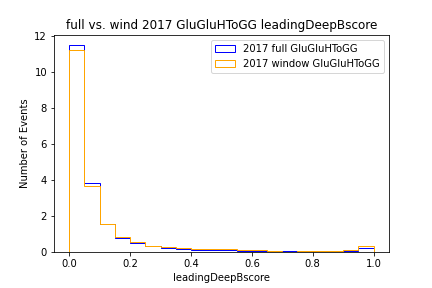 full vs. wind 2017 GluGluHToGG leadingDeepBscore
2017 full GluGluHToGG
2017 window GluGluHToGG
Number of Events
12
10
8
6
4
2
0
0.0 0.2 0.4 0.6 0.8 1.0
leadingDeepBscore